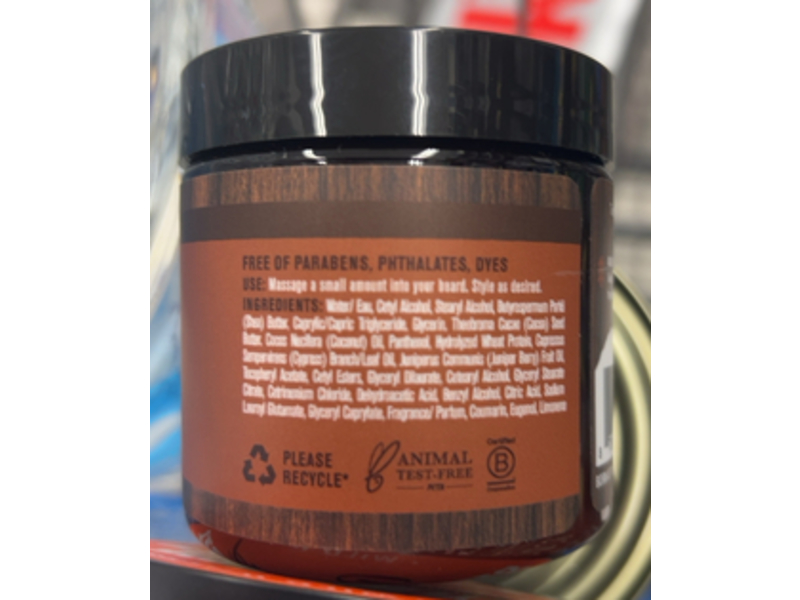 FREE OF PARABENS, PHTHALATES, DYES
USE: Massage a small amount into your beard. Style as desired.
INGREDIENTS: Water/ Eau, Cetyl Alcohol, Stearyl Alcohol, Butyrospermum Parkii
(Shea) Butter, Caprylic/Capric Triglyceride, Glycerin, Theobroma Cacao (Cocoa) Seed
Butter, Cocos Nucifera (Coconut) Oil, Panthenol, Hydrolyzed Wheat Protein, Cupressus
Sempervirens (Cypress) Branch/Leaf Oil, Juniperus Communis (Juniper Berry) Fruit Oil,
Tocopheryl Acetate, Cetyl Esters, Glyceryl Dilaurate, Cetearyl Alcohol, Glyceryl Stearate
Citrate, Cetrimonium Chloride, Dehydroacetic Acid, Benzyl Alcohol, Citric Acid, Sodium
Lauroyl Glutamate, Glyceryl Caprylate, Fragrance/ Parfum, Coumarin, Eugenol, Limonene
PLEASE
RECYCLE*
ANIMAL
TEST-FREE
PETA
Certified
B
Corporation